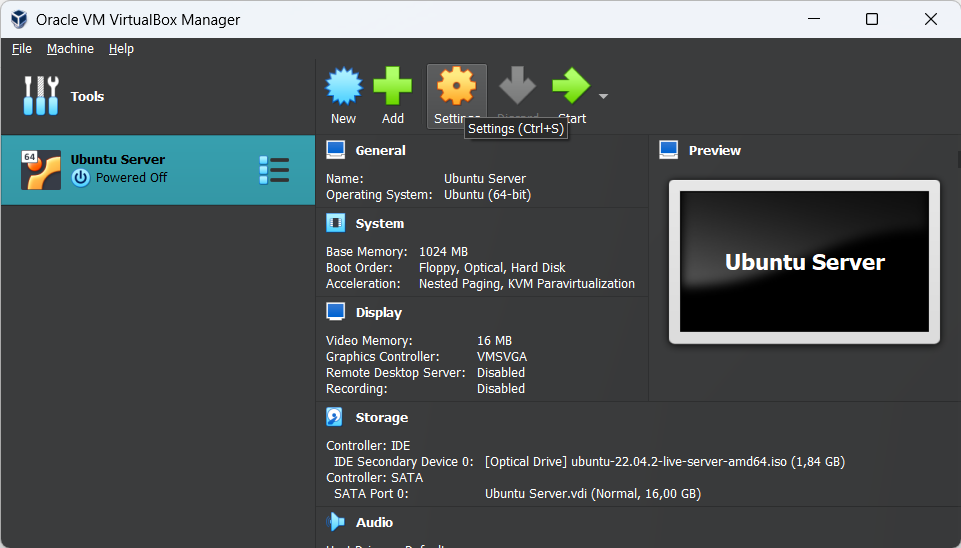 Oracle VM VirtualBox Manager
File Machine Help
Tools
New Add Settings Discard Start
Settings (Ctrl+S)
64
Ubuntu Server
Powered Off
General
Name: Ubuntu Server
Operating System: Ubuntu (64-bit)
System
Base Memory: 1024 MB
Boot Order: Floppy, Optical, Hard Disk
Acceleration: Nested Paging, KVM Paravirtualization
Display
Video Memory: 16 MB
Graphics Controller: VMSVGA
Remote Desktop Server: Disabled
Recording: Disabled
Storage
Controller: IDE
IDE Secondary Device 0: [Optical Drive] ubuntu-22.04.2-live-server-amd64.iso (1,84 GB)
Controller: SATA
SATA Port 0: Ubuntu Server.vdi (Normal, 16,00 GB)
Audio
Preview
Ubuntu Server